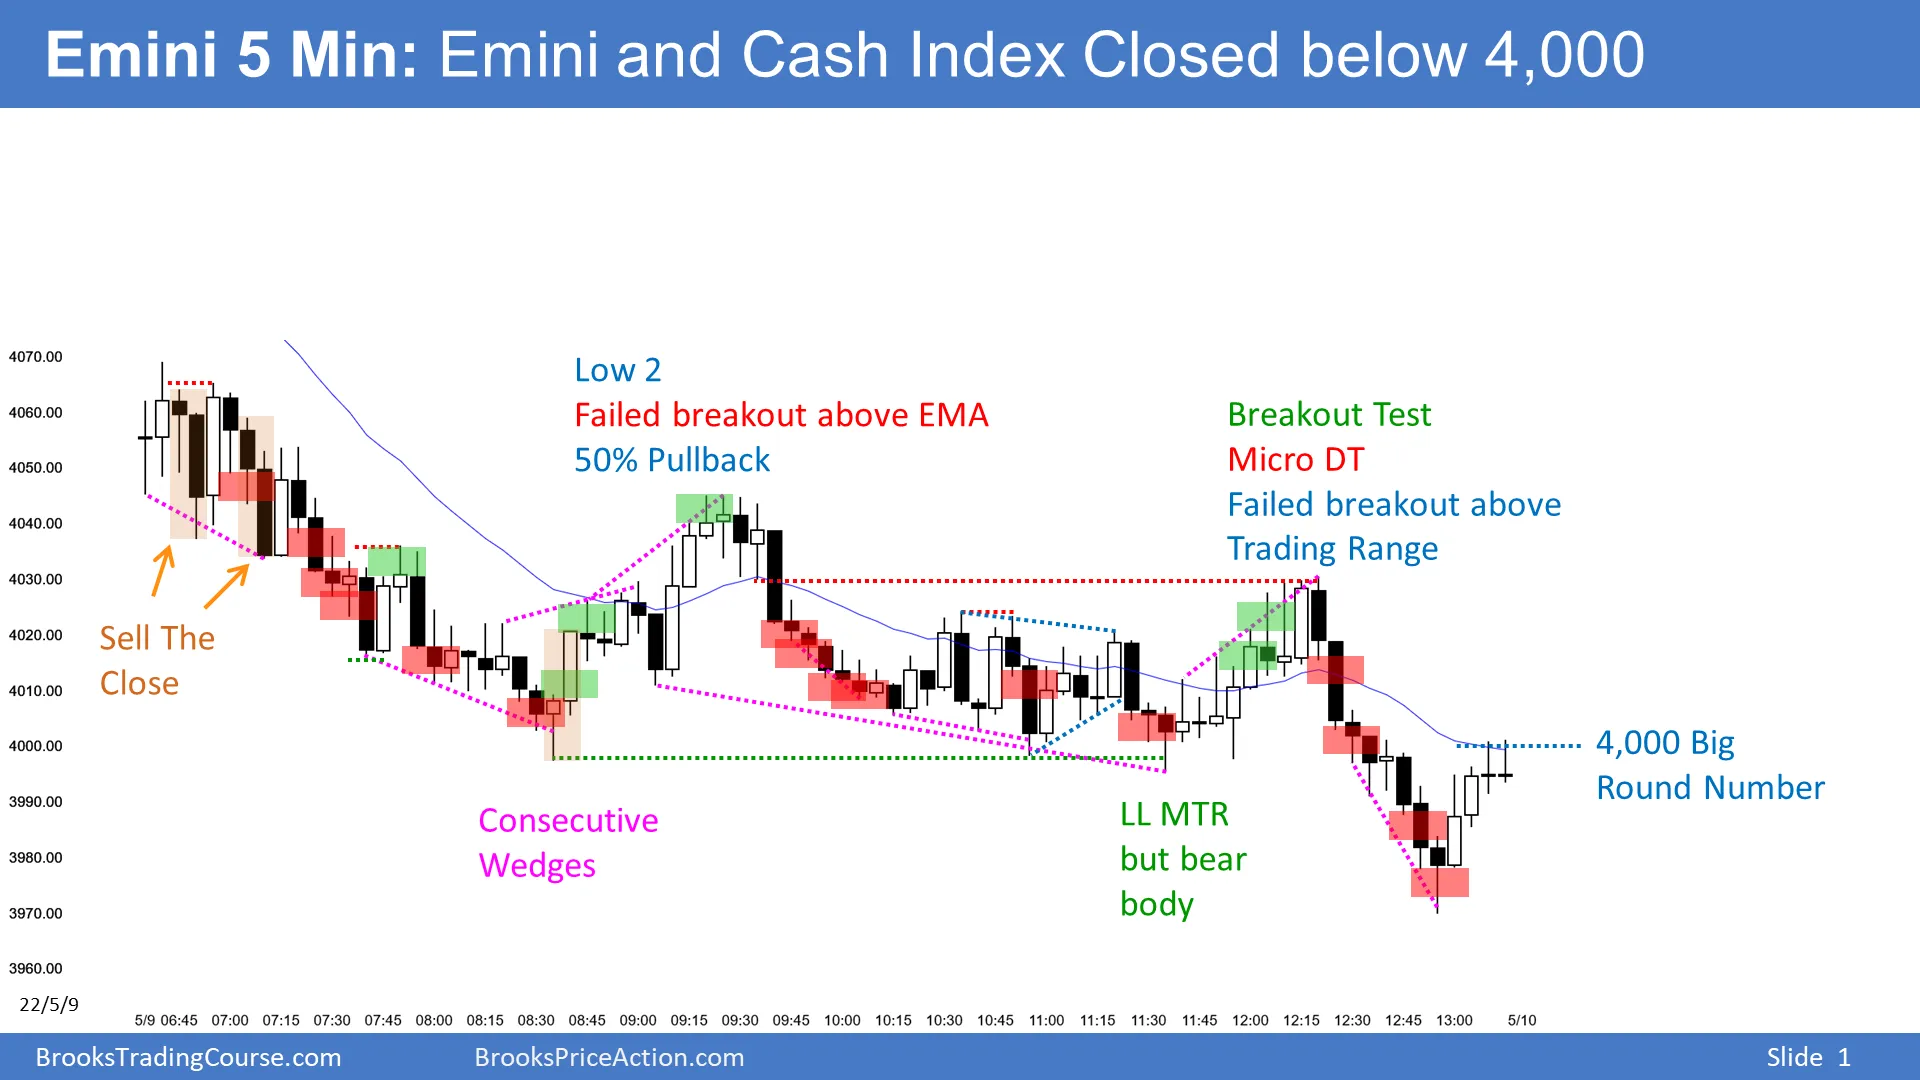 Emini 5 Min: Emini and Cash Index Closed below 4,000
4070.00
4060.00
4050.00
4040.00
4030.00
4020.00
4010.00
4000.00
3990.00
3980.00
3970.00
3960.00
Sell The
Close
Low 2
Failed breakout above EMA
50% Pullback
Consecutive
Wedges
Breakout Test
Micro DT
Failed breakout above
Trading Range
LL MTR
but bear
body
4,000 Big
Round Number
22/5/9
5/9 06:45 07:00 07:15 07:30 07:45 08:00 08:15 08:30 08:45 09:00 09:15 09:30 09:45 10:00 10:15 10:30 10:45 11:00 11:15 11:30 11:45 12:00 12:15 12:30 12:45 13:00 5/10
BrooksTradingCourse.com BrooksPriceAction.com Slide 1